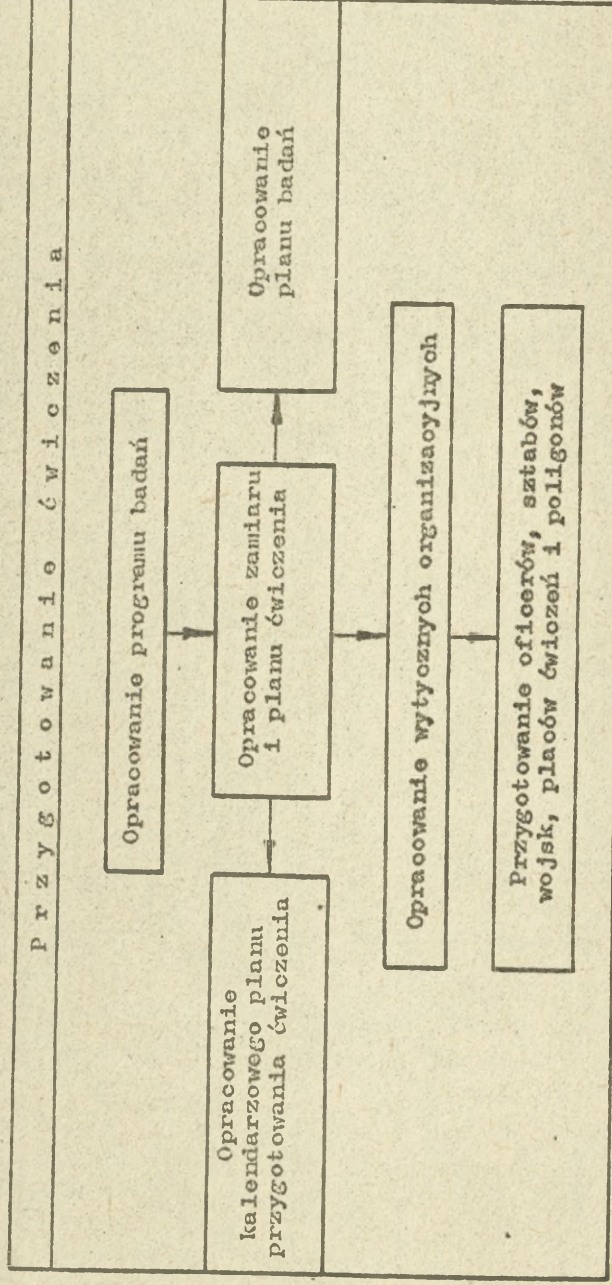 Przygotowanie ćwiczenia
Opracowanie programu badań
Opracowanie
kalendarzowego planu
przygotowania ćwiczenia
Opracowanie zamiaru
i planu ćwiczenia
Opracowanie
planu badań
Opracowanie wytycznych organizacyjnych
Przygotowanie oficerów, sztabów,
wojsk, placów ćwiczeń i poligonów